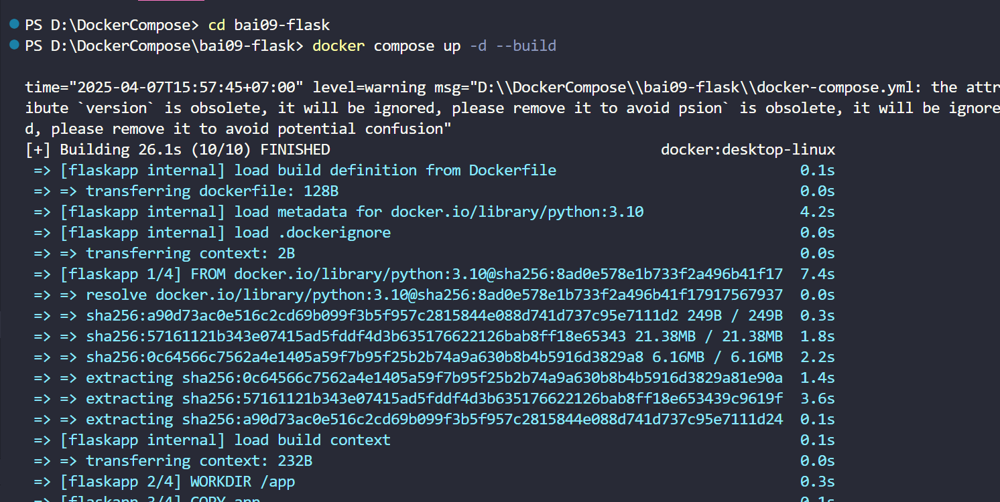 PS D:\DockerCompose> cd bai09-flask
PS D:\DockerCompose\bai09-flask> docker compose up -d --build
time="2025-04-07T15:57:45+07:00" level=warning msg="D:\\DockerCompose\\bai09-flask\\docker-compose.yml: the attr
ibute `version` is obsolete, it will be ignored, please remove it to avoid psion` is obsolete, it will be ignore
d, please remove it to avoid potential confusion"
[+] Building 26.1s (10/10) FINISHED docker:desktop-linux
=> [flaskapp internal] load build definition from Dockerfile 0.1s
=> => transferring dockerfile: 128B 0.0s
=> [flaskapp internal] load metadata for docker.io/library/python:3.10 4.2s
=> [flaskapp internal] load .dockerignore 0.0s
=> => transferring context: 2B 0.0s
=> [flaskapp 1/4] FROM docker.io/library/python:3.10@sha256:8ad0e578e1b733f2a496b41f17 7.4s
=> => resolve docker.io/library/python:3.10@sha256:8ad0e578e1b733f2a496b41f17917567937 0.0s
=> => sha256:a90d73ac0e516c2cd69b099f3b5f957c2815844e088d741d737c95e7111d2 249B / 249B 0.3s
=> => sha256:57161121b343e07415ad5fddf4d3b635176622126bab8ff18e65343 21.38MB / 21.38MB 1.8s
=> => sha256:0c64566c7562a4e1405a59f7b95f25b2b74a9a630b8b4b5916d3829a8 6.16MB / 6.16MB 2.2s
=> => extracting sha256:0c64566c7562a4e1405a59f7b95f25b2b74a9a630b8b4b5916d3829a81e90a 1.4s
=> => extracting sha256:57161121b343e07415ad5fddf4d3b635176622126bab8ff18e653439c9619f 3.6s
=> => extracting sha256:a90d73ac0e516c2cd69b099f3b5f957c2815844e088d741d737c95e7111d24 0.1s
=> [flaskapp internal] load build context 0.1s
=> => transferring context: 232B 0.0s
=> [flaskapp 2/4] WORKDIR /app 0.3s
=> [flaskapp 3/4] COPY app 0.1s